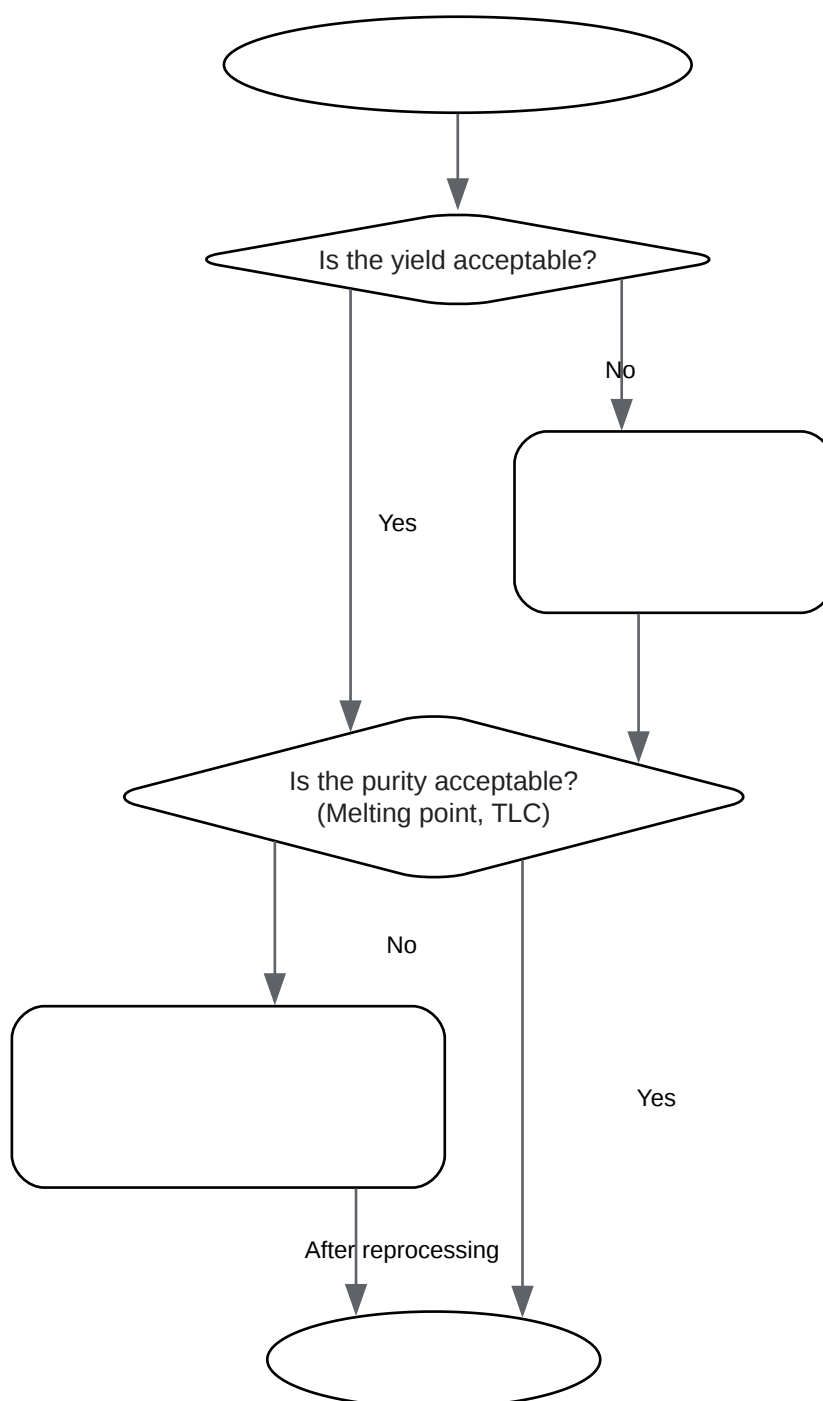 Is the yield acceptable?
No
Yes
Is the purity acceptable?
(Melting point, TLC)
No
Yes
After reprocessing